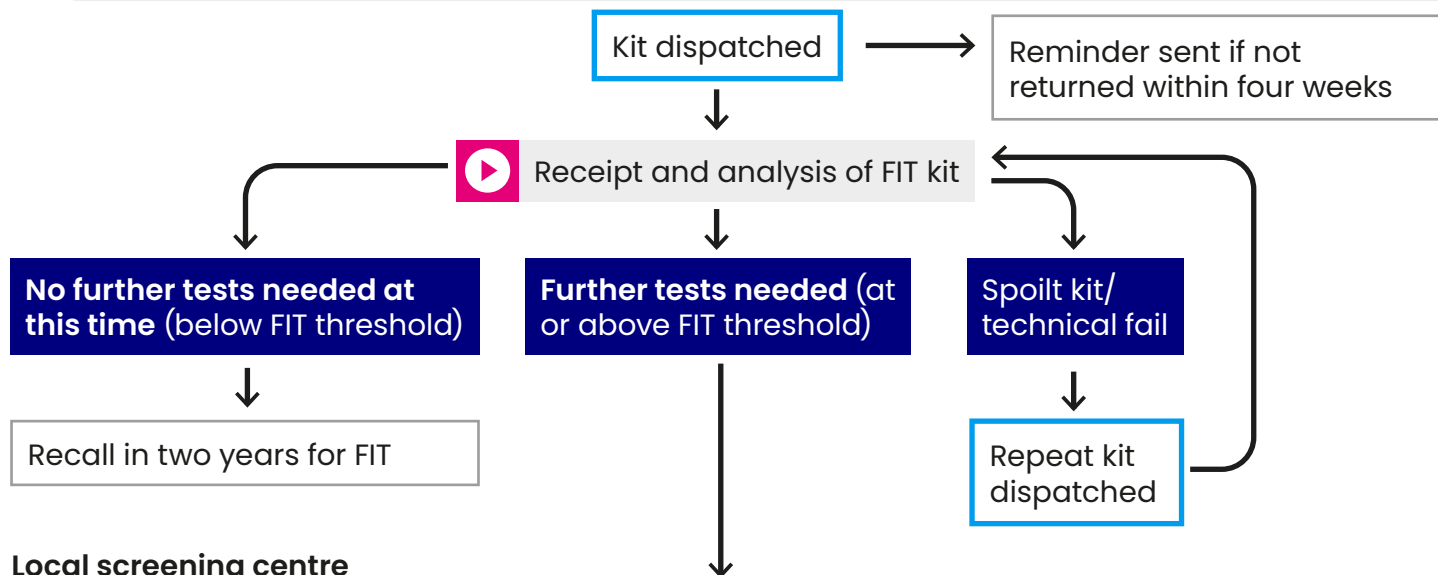 Kit dispatched
Reminder sent if not
returned within four weeks
Receipt and analysis of FIT kit
No further tests needed at
this time (below FIT threshold)
Further tests needed (at
or above FIT threshold)
Spoilt kit/
technical fail
Recall in two years for FIT
Repeat kit
dispatched
Local screening centre